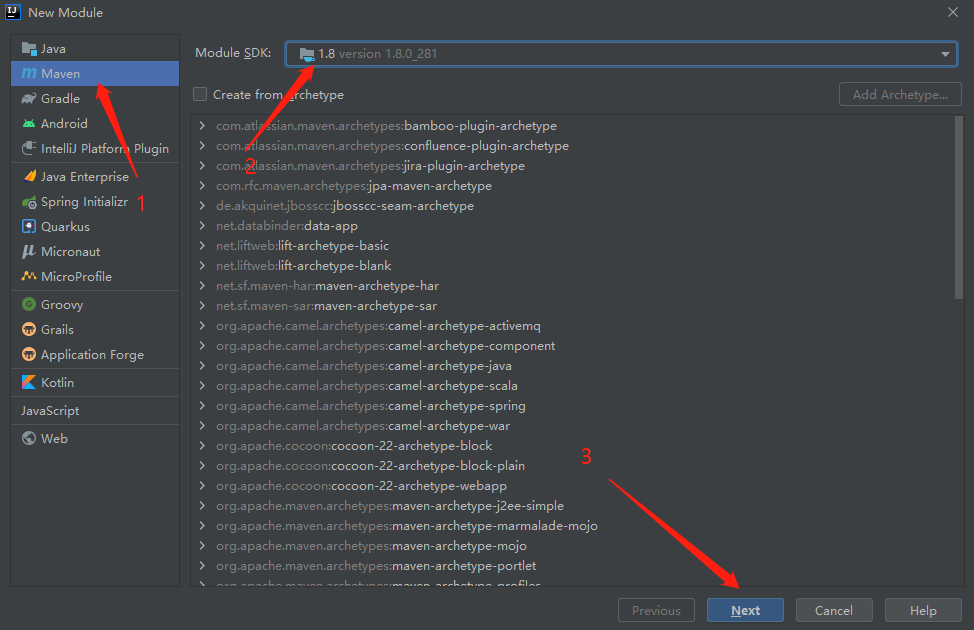 New Module
Java
Maven
Gradle
Android
IntelliJ Platform Plugin
Java Enterprise
Spring Initializr
1
Quarkus
Micronaut
MicroProfile
Groovy
Grails
Application Forge
Kotlin
JavaScript
Web
Module SDK:
1.8 version 1.8.0_281
Create from archetype
Add Archetype...
com.atlassian.maven.archetypes:bamboo-plugin-archetype
com.atlassian.maven.archetypes:confluence-plugin-archetype
2
com.atlassian.maven.archetypes:jira-plugin-archetype
com.rfc.maven.archetypes:jpa-maven-archetype
de.akquinet.jbosscc:jbosscc-seam-archetype
net.databinder:data-app
net.liftweb:lift-archetype-basic
net.liftweb:lift-archetype-blank
net.sf.maven-har:maven-archetype-har
net.sf.maven-sar:maven-archetype-sar
org.apache.camel.archetypes:camel-archetype-activemq
org.apache.camel.archetypes:camel-archetype-component
org.apache.camel.archetypes:camel-archetype-java
org.apache.camel.archetypes:camel-archetype-scala
org.apache.camel.archetypes:camel-archetype-spring
org.apache.camel.archetypes:camel-archetype-war
org.apache.cocoon:cocoon-22-archetype-block
org.apache.cocoon:cocoon-22-archetype-block-plain
3
org.apache.cocoon:cocoon-22-archetype-webapp
org.apache.maven.archetypes:maven-archetype-j2ee-simple
org.apache.maven.archetypes:maven-archetype-marmalade-mojo
org.apache.maven.archetypes:maven-archetype-mojo
org.apache.maven.archetypes:maven-archetype-portlet
org.apache.maven.archetypes:maven-archetype-profiles
Previous
Next
Cancel
Help